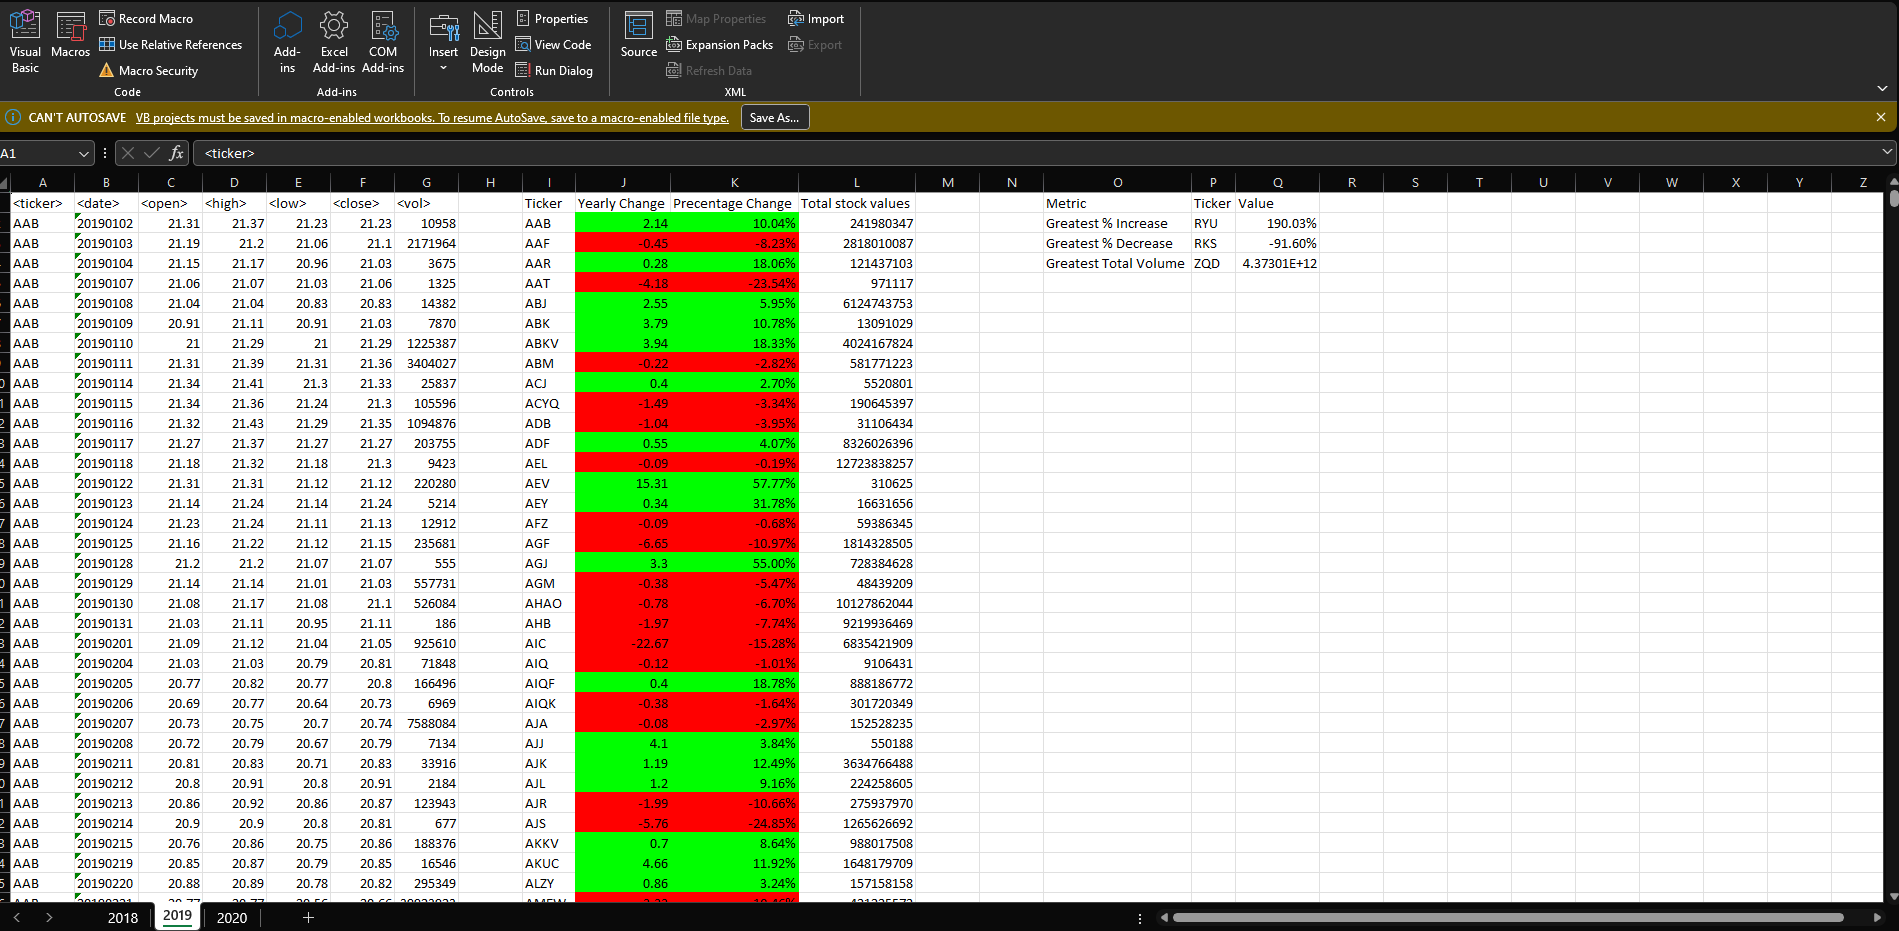 Visual Basic Macros Record Macro Use Relative References Macro Security Code
Add-ins Excel Add-ins COM Add-ins Add-ins
Insert Design Mode Properties View Code Run Dialog Controls
Source Map Properties Expansion Packs Refresh Data Import Export XML
CAN'T AUTOSAVE VB projects must be saved in macro-enabled workbooks. To resume AutoSave, save to a macro-enabled file type. Save As...
A1 fx <ticker>
A B C D E F G H I J K L M N O P Q R S T U V W X Y Z
<ticker> <date> <open> <high> <low> <close> <vol> Ticker Yearly Change Precentage Change Total stock values Metric Ticker Value
AAB 20190102 21.31 21.37 21.23 21.23 10958 AAB 2.14 10.04% 241980347 Greatest % Increase RYU 190.03%
AAB 20190103 21.19 21.2 21.06 21.1 2171964 AAF -0.45 -8.23% 2818010087 Greatest % Decrease RKS -91.60%
AAB 20190104 21.15 21.17 20.96 21.03 3675 AAR 0.28 18.06% 121437103 Greatest Total Volume ZQD 4.37301E+12
AAB 20190107 21.06 21.07 21.03 21.06 1325 AAT -4.18 -23.54% 971117
AAB 20190108 21.04 21.04 20.83 20.83 14382 ABJ 2.55 5.95% 6124743753
AAB 20190109 20.91 21.11 20.91 21.03 7870 ABK 3.79 10.78% 13091029
AAB 20190110 21 21.29 21 21.29 1225387 ABKV 3.94 18.33% 4024167824
AAB 20190111 21.31 21.39 21.31 21.36 3404027 ABM -0.22 -2.82% 581771223
AAB 20190114 21.34 21.41 21.3 21.33 25837 ACJ 0.4 2.70% 5520801
AAB 20190115 21.34 21.36 21.24 21.3 105596 ACYQ -1.49 -3.34% 190645397
AAB 20190116 21.32 21.43 21.29 21.35 1094876 ADB -1.04 -3.95% 31106434
AAB 20190117 21.27 21.37 21.27 21.27 203755 ADF 0.55 4.07% 8326026396
AAB 20190118 21.18 21.32 21.18 21.3 9423 AEL -0.09 -0.19% 12723838257
AAB 20190122 21.31 21.31 21.12 21.12 220280 AEV 15.31 57.77% 310625
AAB 20190123 21.14 21.24 21.14 21.24 5214 AEY 0.34 31.78% 16631656
AAB 20190124 21.23 21.24 21.11 21.13 12912 AFZ -0.09 -0.68% 59386345
AAB 20190125 21.16 21.22 21.12 21.15 235681 AGF -6.65 -10.97% 1814328505
AAB 20190128 21.2 21.2 21.07 21.07 555 AGJ 3.3 55.00% 728384628
AAB 20190129 21.14 21.14 21.01 21.03 557731 AGM -0.38 -5.47% 48439209
AAB 20190130 21.08 21.17 21.08 21.1 526084 AHAO -0.78 -6.70% 10127862044
AAB 20190131 21.03 21.11 20.95 21.11 186 AHB -1.97 -7.74% 9219936469
AAB 20190201 21.09 21.12 21.04 21.05 925610 AIC -22.67 -15.28% 6835421909
AAB 20190204 21.03 21.03 20.79 20.81 71848 AIQ -0.12 -1.01% 9106431
AAB 20190205 20.77 20.82 20.77 20.8 166496 AIQF 0.4 18.78% 888186772
AAB 20190206 20.69 20.77 20.64 20.73 6969 AIQK -0.38 -1.64% 301720349
AAB 20190207 20.73 20.75 20.7 20.74 7588084 AJA -0.08 -2.97% 152528235
AAB 20190208 20.72 20.79 20.67 20.79 7134 AJJ 4.1 3.84% 550188
AAB 20190211 20.81 20.83 20.71 20.83 33916 AJK 1.19 12.49% 3634766488
AAB 20190212 20.8 20.91 20.8 20.91 2184 AJL 1.2 9.16% 224258605
AAB 20190213 20.86 20.92 20.86 20.87 123943 AJR -1.99 -10.66% 275937970
AAB 20190214 20.9 20.9 20.8 20.81 677 AJS -5.76 -24.85% 1265626692
AAB 20190215 20.76 20.86 20.75 20.86 188376 AKKV 0.7 8.64% 988017508
AAB 20190219 20.85 20.87 20.79 20.85 16546 AKUC 4.66 11.92% 1648179709
AAB 20190220 20.88 20.89 20.78 20.82 295349 ALZY 0.86 3.24% 157158158
2018 2019 2020